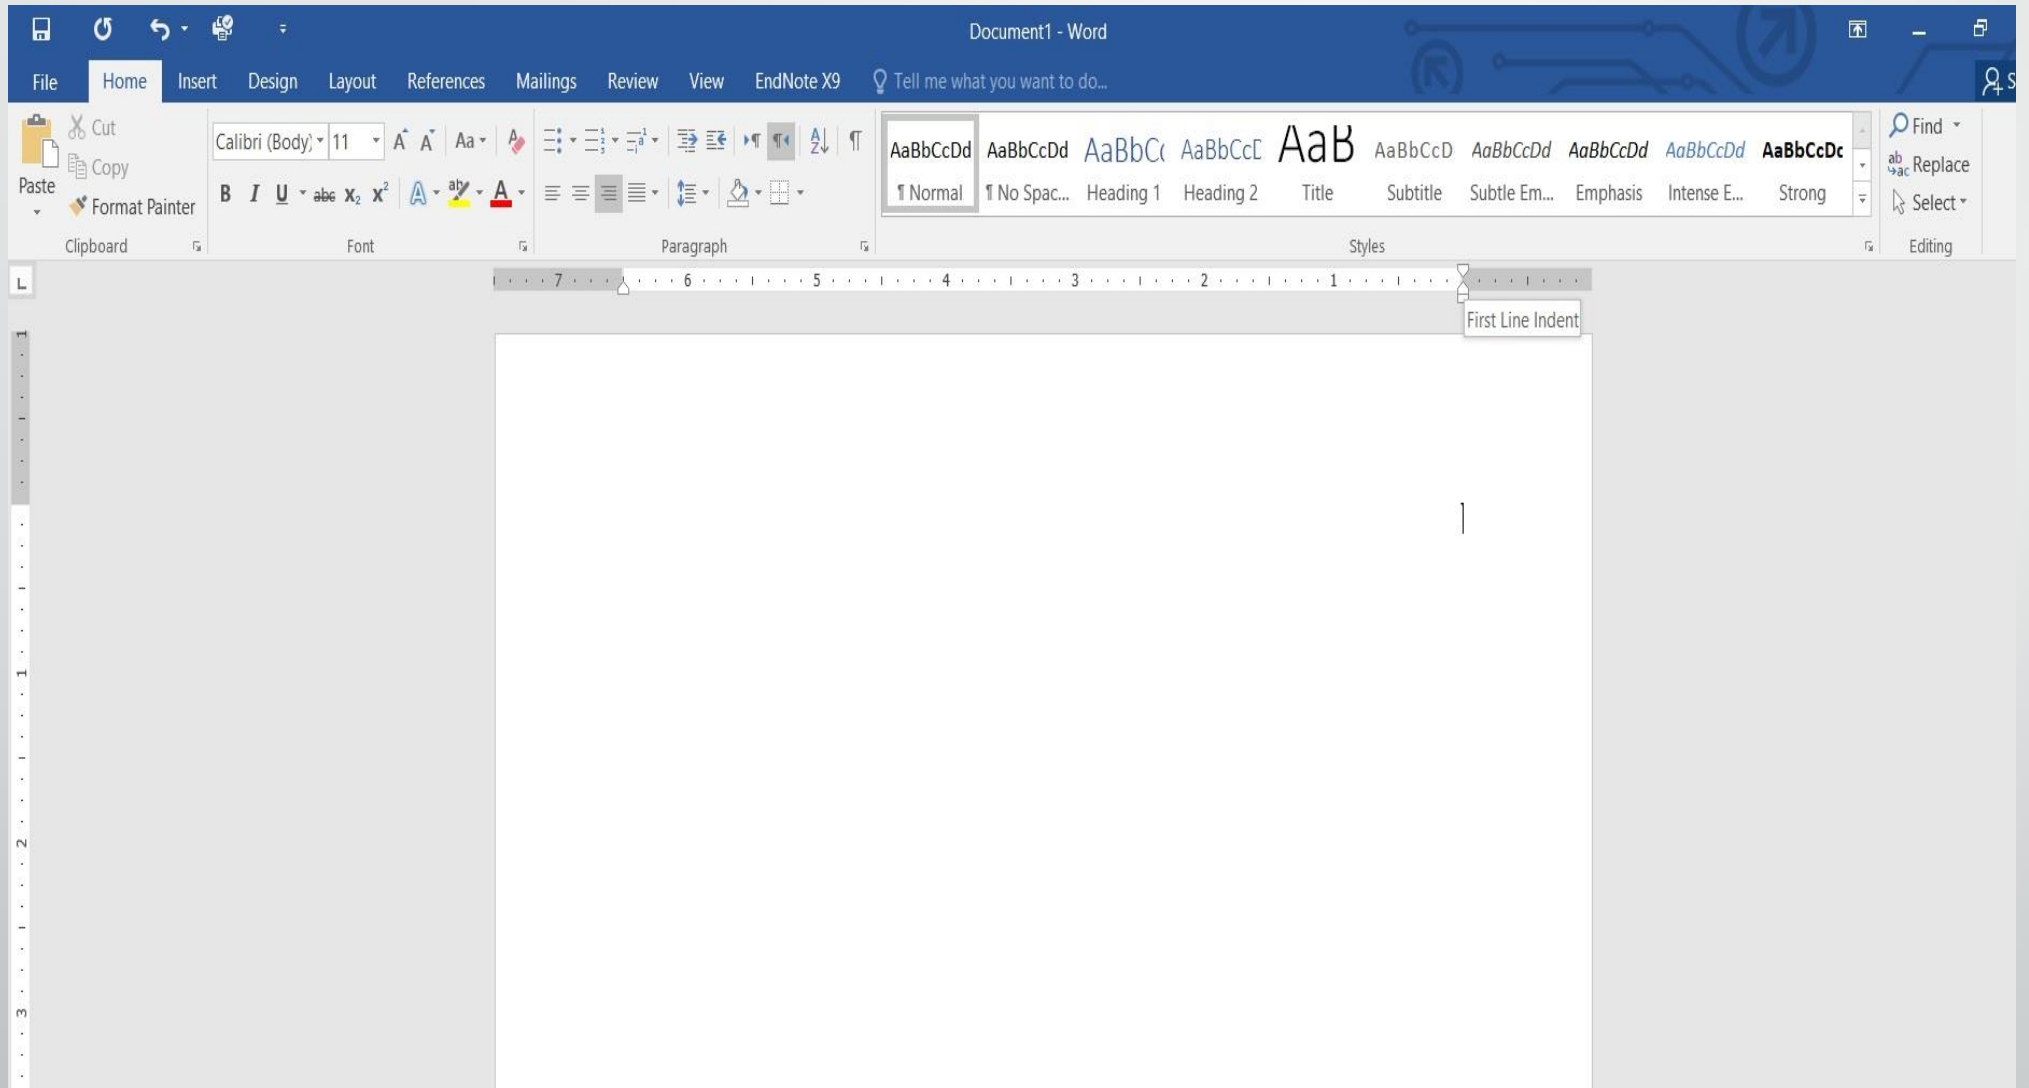 Document1 - Word
File Home Insert Design Layout References Mailings Review View EndNote X9 Tell me what you want to do...
Paste
Cut
Copy
Format Painter
Clipboard
Calibri (Body) 11 A A Aa
B I U abc X₂ X² A aby A
Font
Paragraph
AaBbCcDd AaBbCcDd AaBbCc AaBbCcE AaB AaBbCcD AaBbCcDd AaBbCcDd AaBbCcDd AaBbCcDc
¶ Normal ¶ No Spac... Heading 1 Heading 2 Title Subtitle Subtle Em... Emphasis Intense E... Strong
Styles
Find
Replace
Select
Editing
L
7 6 5 4 3 2 1
First Line Indent
1
1
2
3